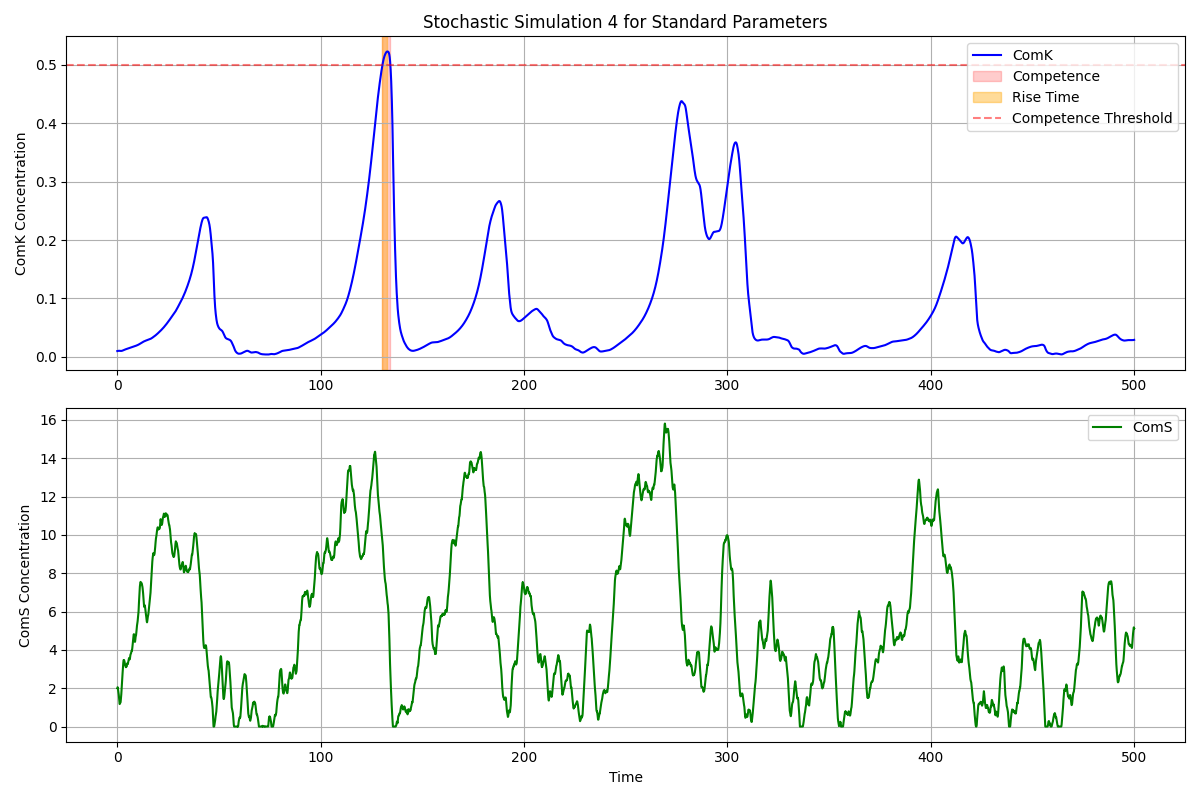 Stochastic Simulation 4 for Standard Parameters
ComK Concentration
0.5
0.4
0.3
0.2
0.1
0.0
ComK
Competence
Rise Time
Competence Threshold
0 100 200 300 400 500
ComS Concentration
16
14
12
10
8
6
4
2
0
ComS
0 100 200 300 400 500
Time